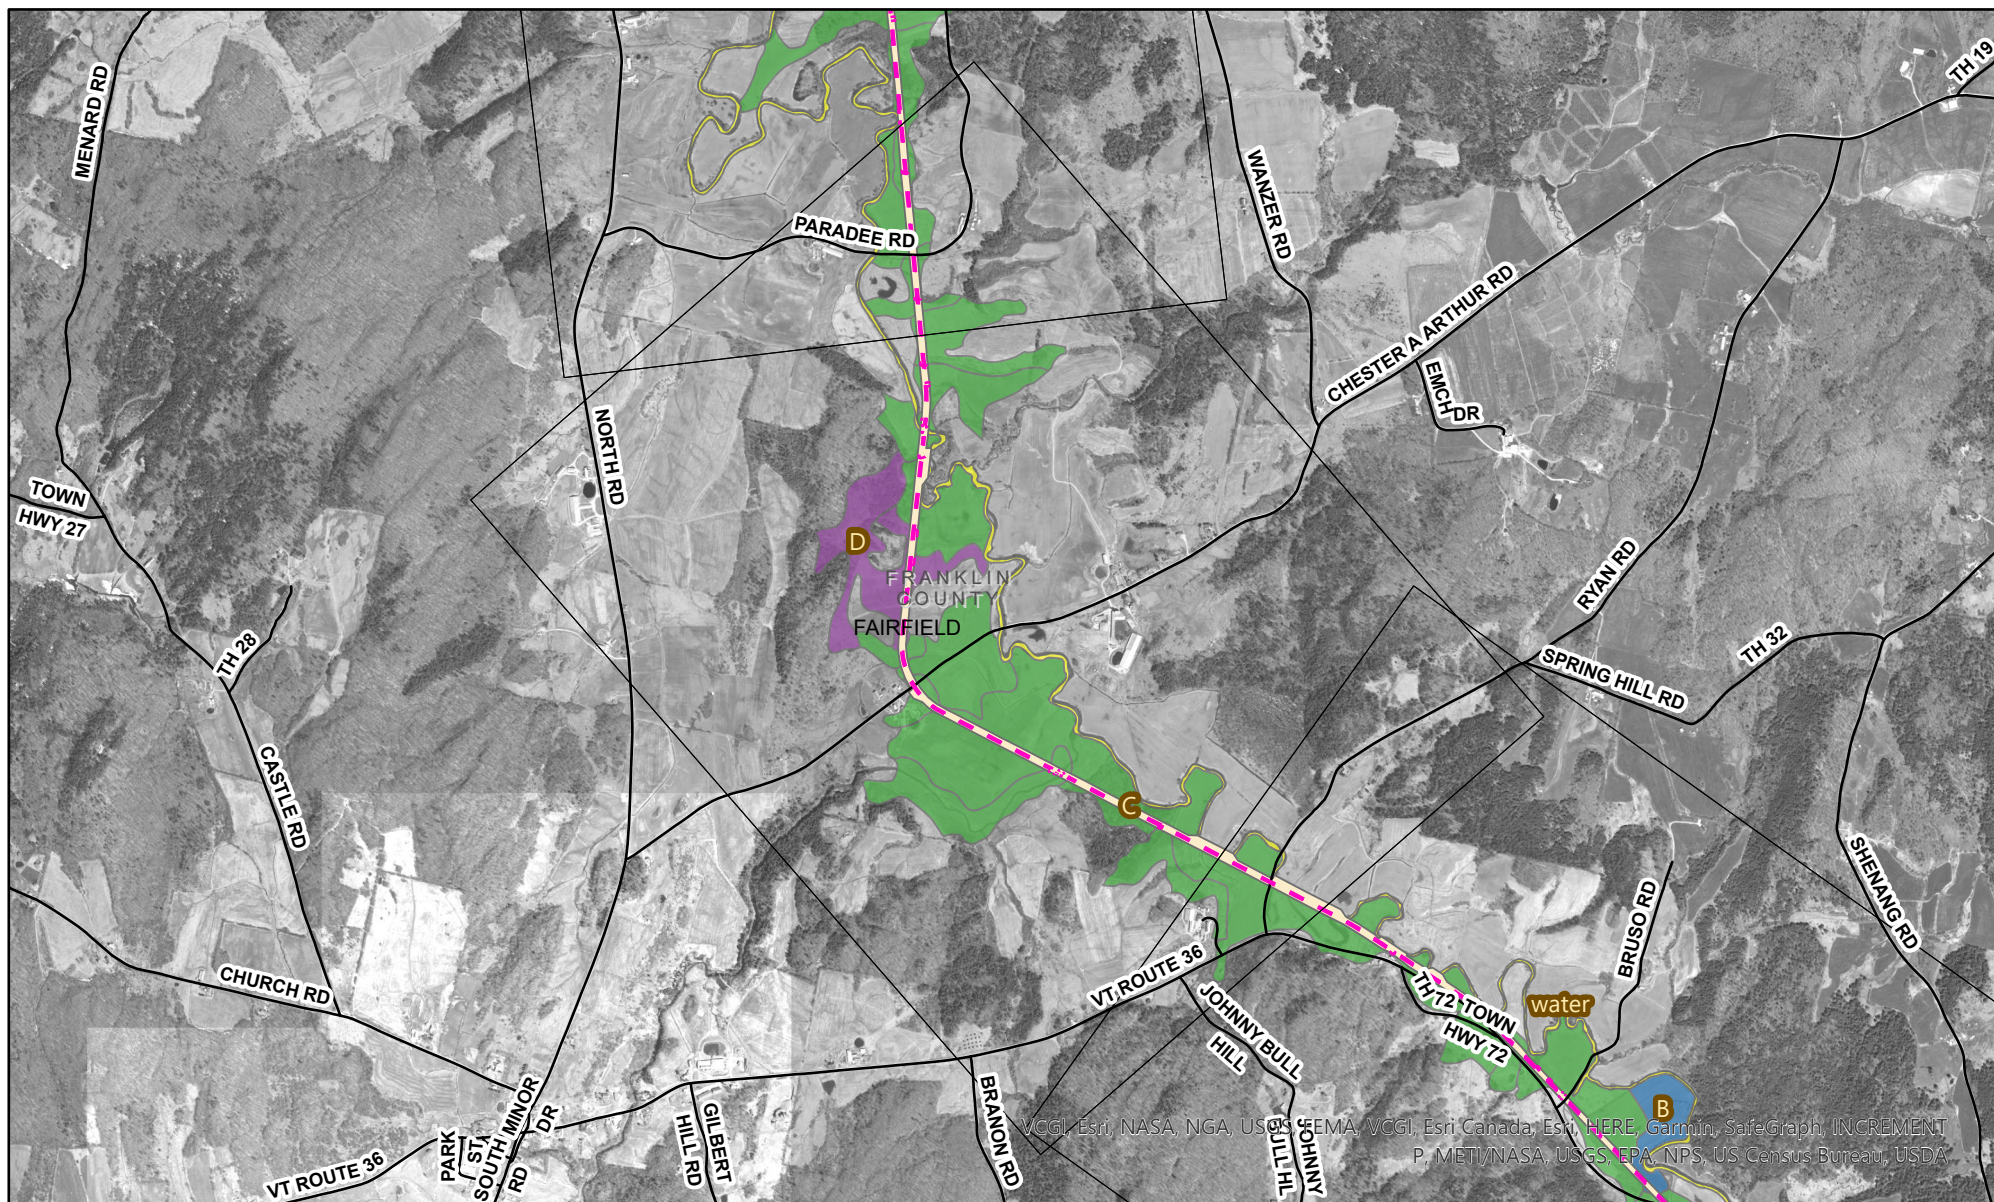 MENARD RD
TH 19
WANZER RD
PARADEE RD
CHESTER A ARTHUR RD
EMCH DR
NORTH RD
TOWN
HWY 27
D
FRANKLIN
COUNTY
FAIRFIELD
RYAN RD
TH 28
TH 32
SPRING HILL RD
CASTLE RD
C
SHENANG RD
BRUSO RD
CHURCH RD
VT ROUTE 36
TH 72
TOWN
HWY 72
water
JOHNNY BULL
HILL
B
MINOR
DR
GILBERT
HILL RD
BRANON RD
JOHNNY
BULL HL
PARK
ST
SOUTH
RD
VT ROUTE 36
VCGI, Esri, NASA, NGA, USGS, FEMA, VCGI, Esri Canada, Esri, HERE, Garmin, SafeGraph, INCREMENT
P, METI/NASA, USGS, EPA, NPS, US Census Bureau, USDA